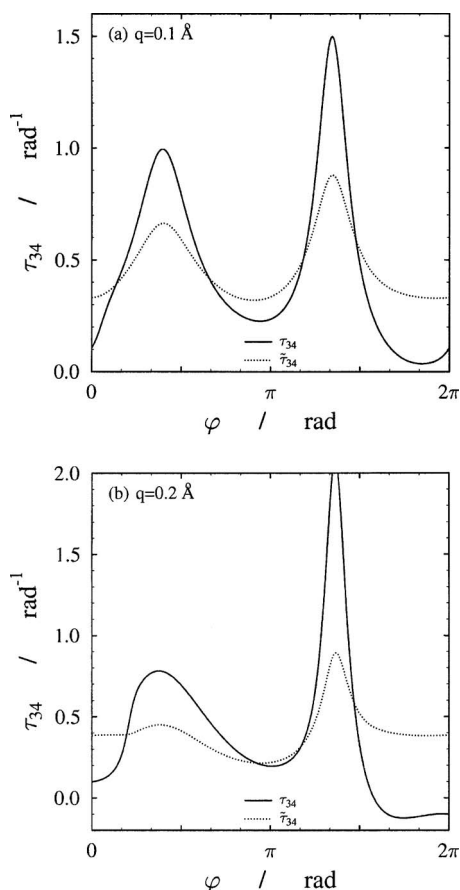 (a) q=0.1 Å
1.5
1.0
0.5
0.0
τ₃₄ / rad⁻¹
τ₃₄
τ̃₃₄
0 π 2π
φ / rad
(b) q=0.2 Å
2.0
1.5
1.0
0.5
0.0
τ₃₄ / rad⁻¹
τ₃₄
τ̃₃₄
0 π 2π
φ / rad